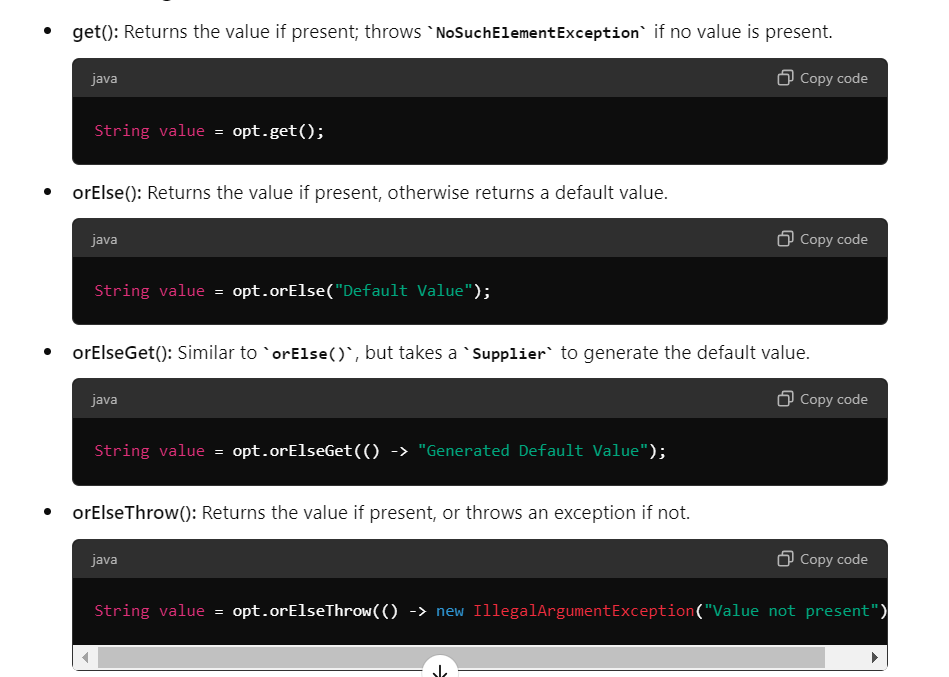 get(): Returns the value if present; throws `NoSuchElementException` if no value is present.
java
Copy code
String value = opt.get();
orElse(): Returns the value if present, otherwise returns a default value.
java
Copy code
String value = opt.orElse("Default Value");
orElseGet(): Similar to `orElse()`, but takes a `Supplier` to generate the default value.
java
Copy code
String value = opt.orElseGet(() -> "Generated Default Value");
orElseThrow(): Returns the value if present, or throws an exception if not.
java
Copy code
String value = opt.orElseThrow(() -> new IllegalArgumentException("Value not present")